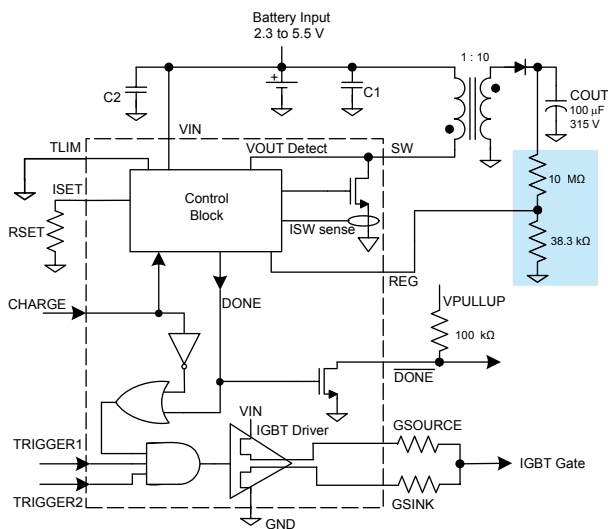 Battery Input
2.3 to 5.5 V
1 : 10
C2
+
C1
COUT
100 µF
315 V
VIN
TLIM
VOUT Detect
SW
ISET
Control
Block
10 MΩ
RSET
ISW sense
38.3 kΩ
REG
CHARGE
DONE
VPULLUP
100 kΩ
DONE
VIN
IGBT Driver
GSOURCE
TRIGGER1
IGBT Gate
TRIGGER2
GSINK
GND